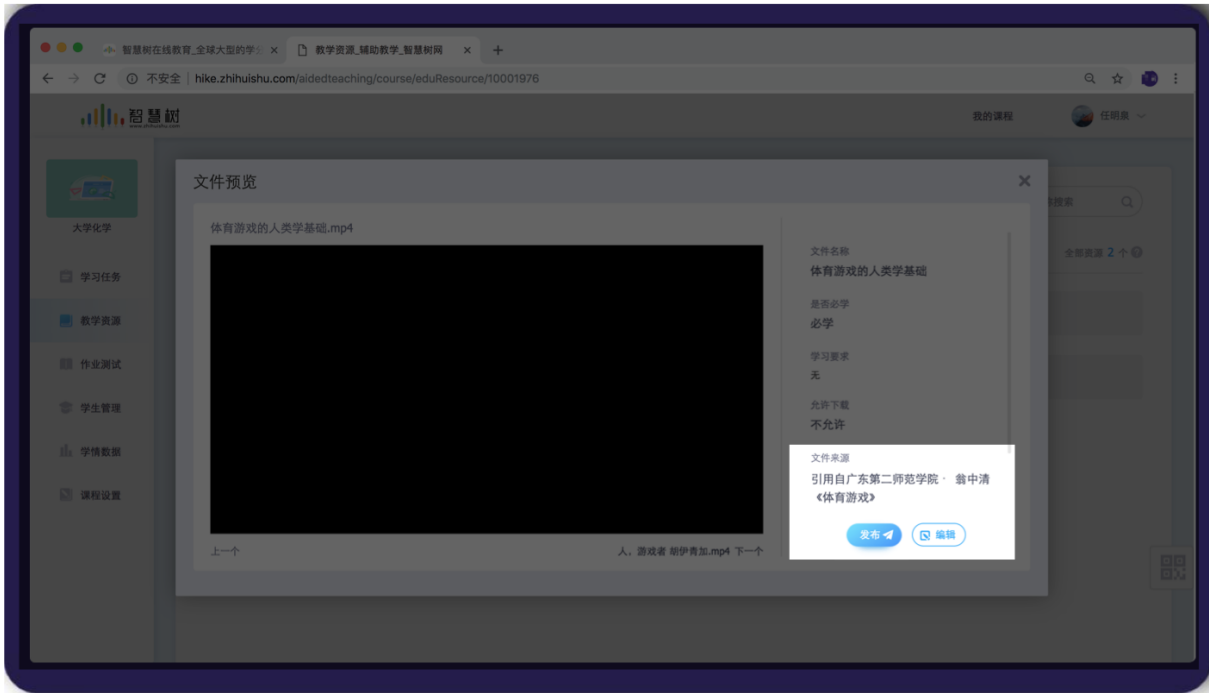 智慧树在线教育_全球大型的学分
教学资源_辅助教学_智慧树网
不安全 | hike.zhihuishu.com/aidedteaching/course/eduResource/10001976
智慧树
www.zhihuishu.com
我的课程
任明泉
大学化学
学习任务
教学资源
作业测试
学生管理
学情数据
课程设置
搜索
全部资源 2 个
文件预览
体育游戏的人类学基础.mp4
上一个
人，游戏者 胡伊青加.mp4 下一个
文件名称
体育游戏的人类学基础
是否必学
必学
学习要求
无
允许下载
不允许
文件来源
引用自广东第二师范学院 · 翁中清
《体育游戏》
发布
编辑